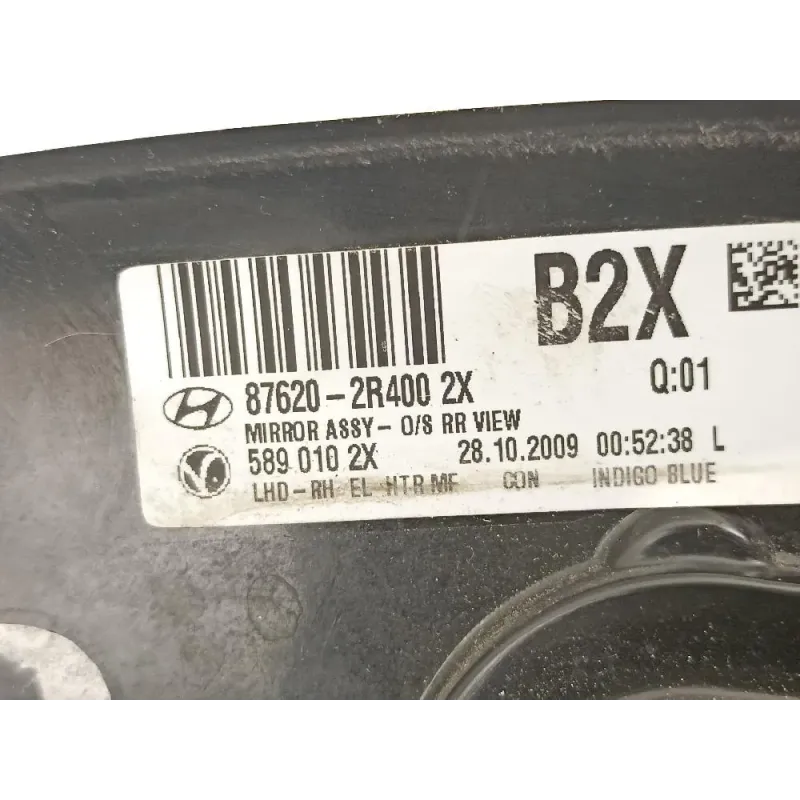 B2X
87620-2R400 2X
Q:01
MIRROR ASSY- O/S RR VIEW
589 010 2X 28.10.2009 00:52:38 L
LHD-RH EL HTR MF CON INDIGO BLUE